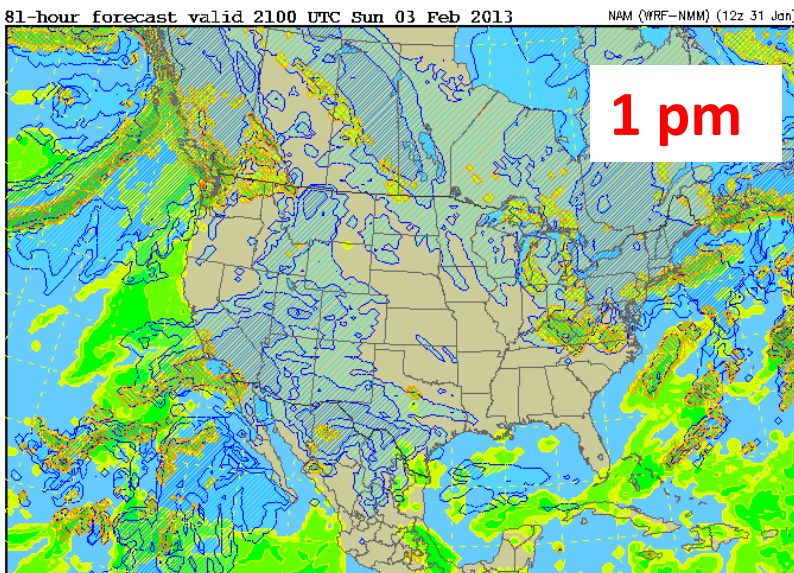 81-hour forecast valid 2100 UTC Sun 03 Feb 2013
NAM (WRF-NMM) (12z 31 Jan)
1 pm